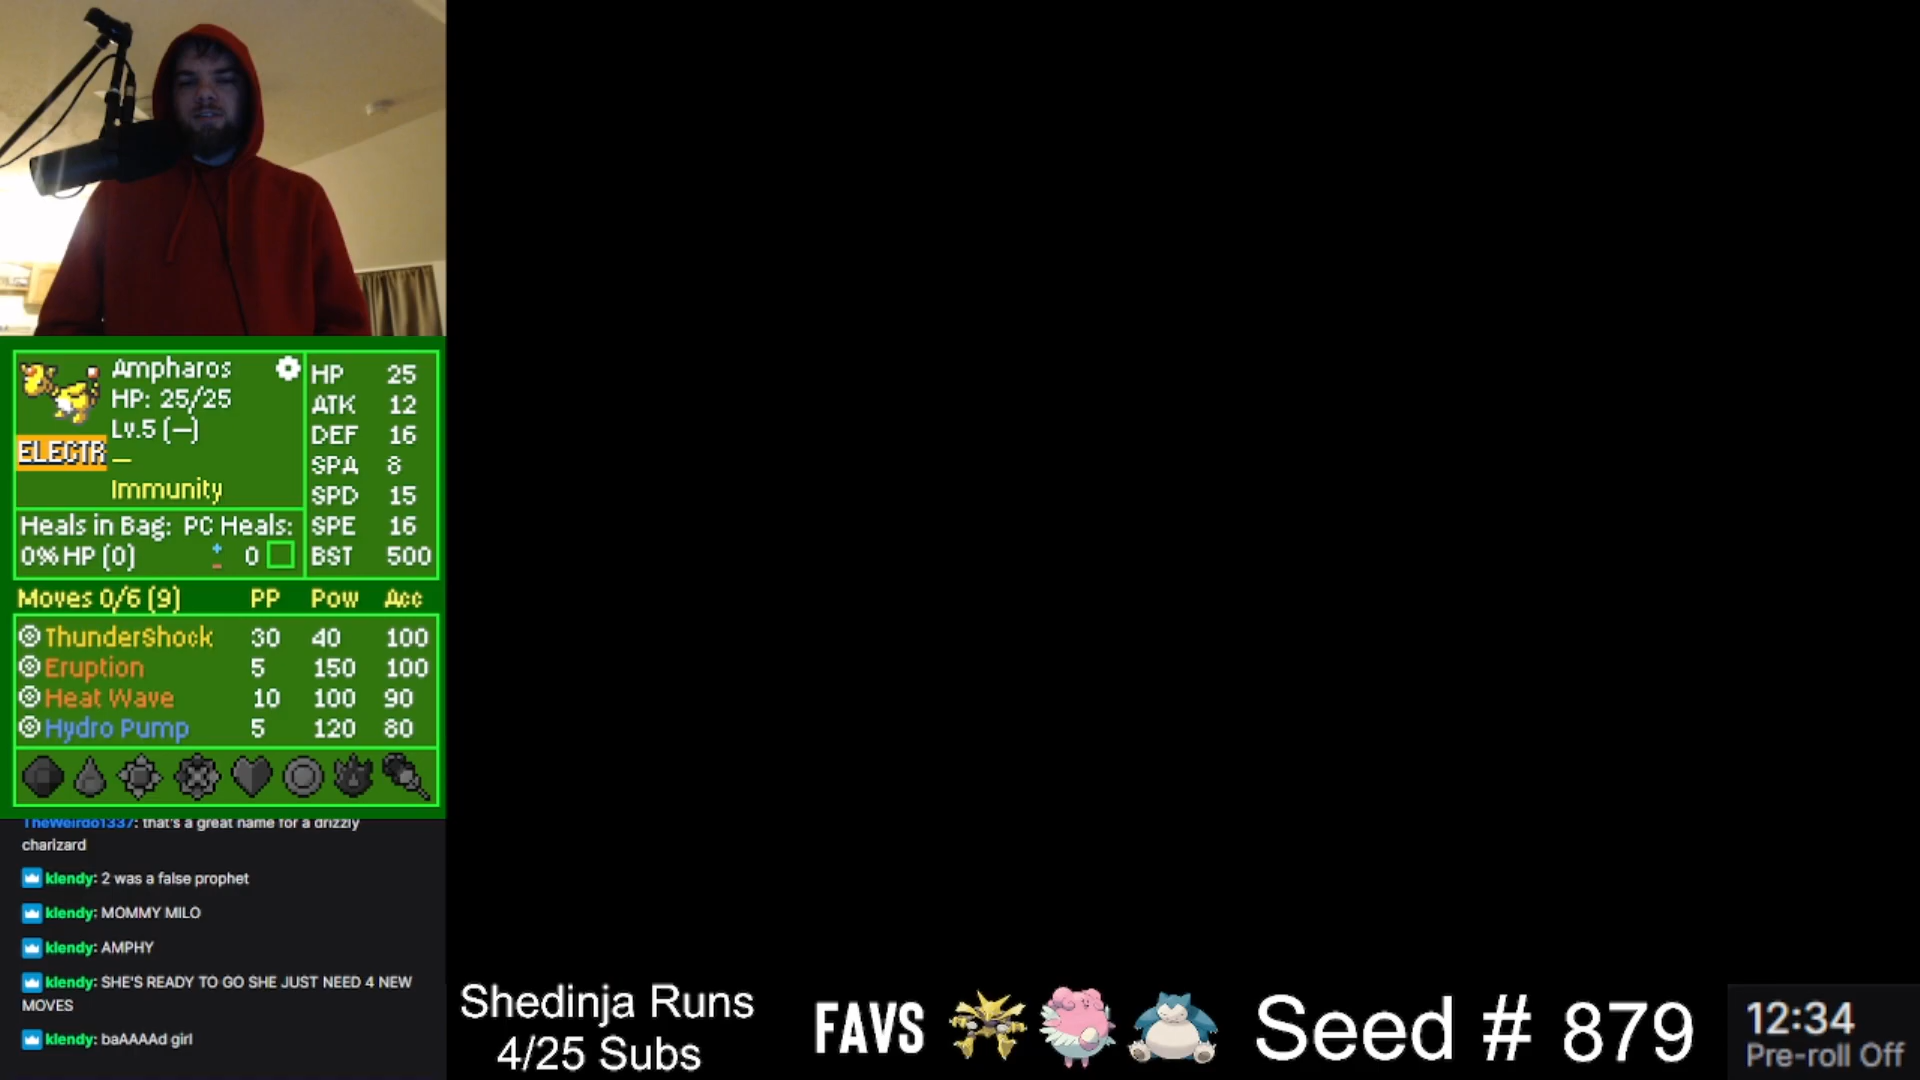 Ampharos
HP: 25/25
Lv.5 (—)
ELECTR —
Immunity
HP 25
ATK 12
DEF 16
SPA 8
SPD 15
SPE 16
BST 500
Heals in Bag: PC Heals:
0% HP (0) + - 0
Moves 0/6 (9) PP Pow Acc
ThunderShock 30 40 100
Eruption 5 150 100
Heat Wave 10 100 90
Hydro Pump 5 120 80
TheWeirdo1337: that's a great name for a drizzly
charizard
klendy: 2 was a false prophet
klendy: MOMMY MILO
klendy: AMPHY
klendy: SHE'S READY TO GO SHE JUST NEED 4 NEW
MOVES
klendy: baAAAAd girl
Shedinja Runs
4/25 Subs
FAVS
Seed # 879
12:34
Pre-roll Off